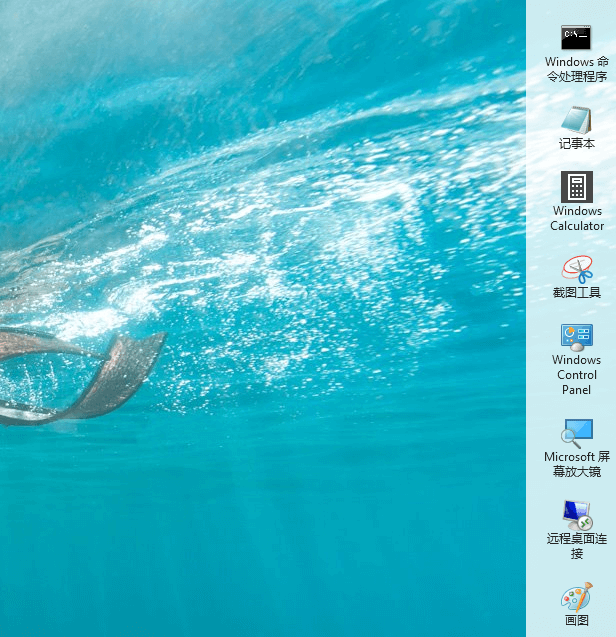 C:\_
Windows 命
令处理程序
记事本
Windows
Calculator
截图工具
Windows
Control
Panel
Microsoft 屏
幕放大镜
远程桌面连
接
画图